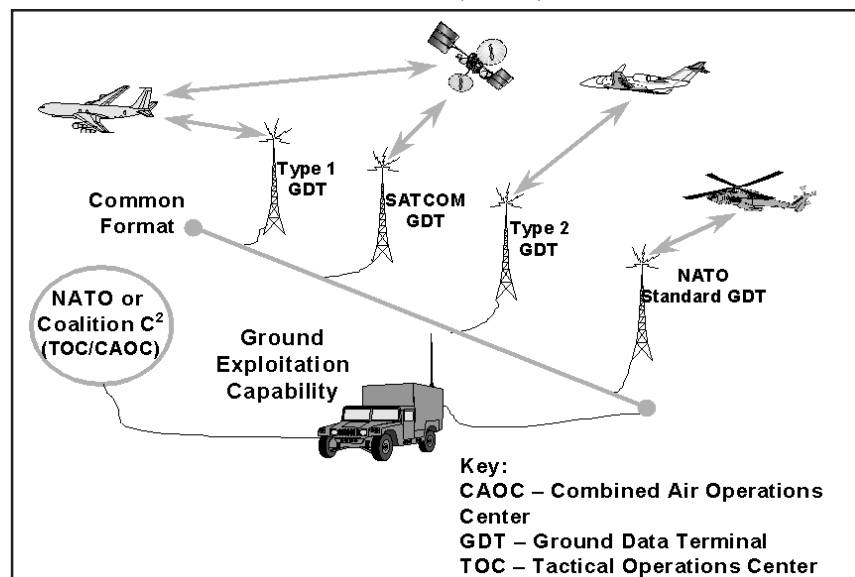 Type 1
GDT
SATCOM
GDT
Type 2
GDT
NATO
Standard GDT
Common
Format
NATO or
Coalition C²
(TOC/CAOC)
Ground
Exploitation
Capability
Key:
CAOC – Combined Air Operations
Center
GDT – Ground Data Terminal
TOC – Tactical Operations Center